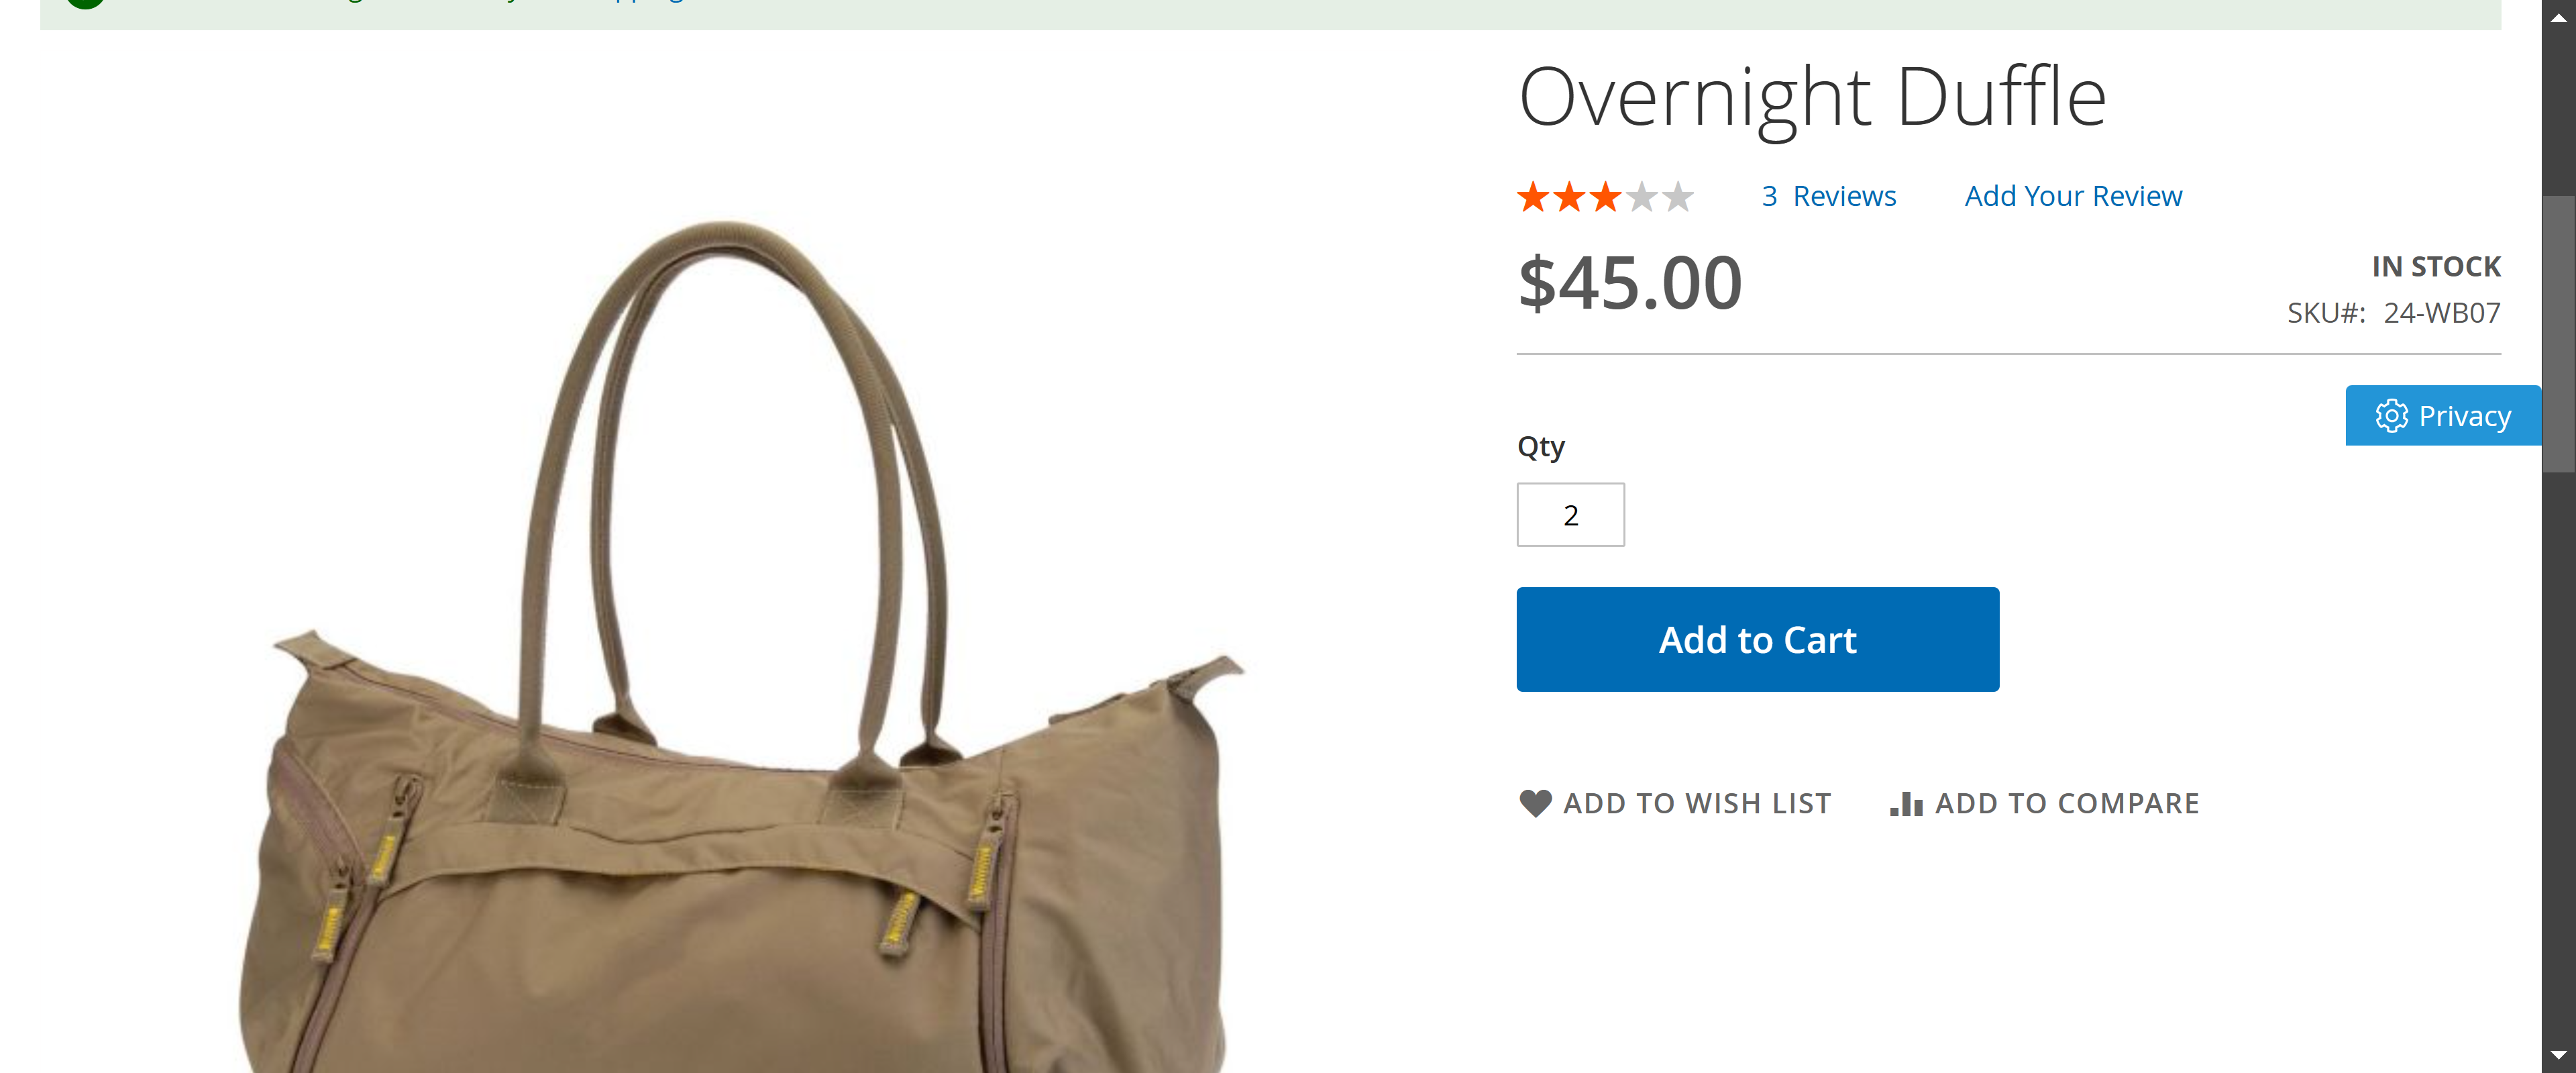 Overnight Duffle
3 Reviews Add Your Review
$45.00
IN STOCK
SKU#: 24-WB07
Privacy
Qty
2
Add to Cart
ADD TO WISH LIST ADD TO COMPARE